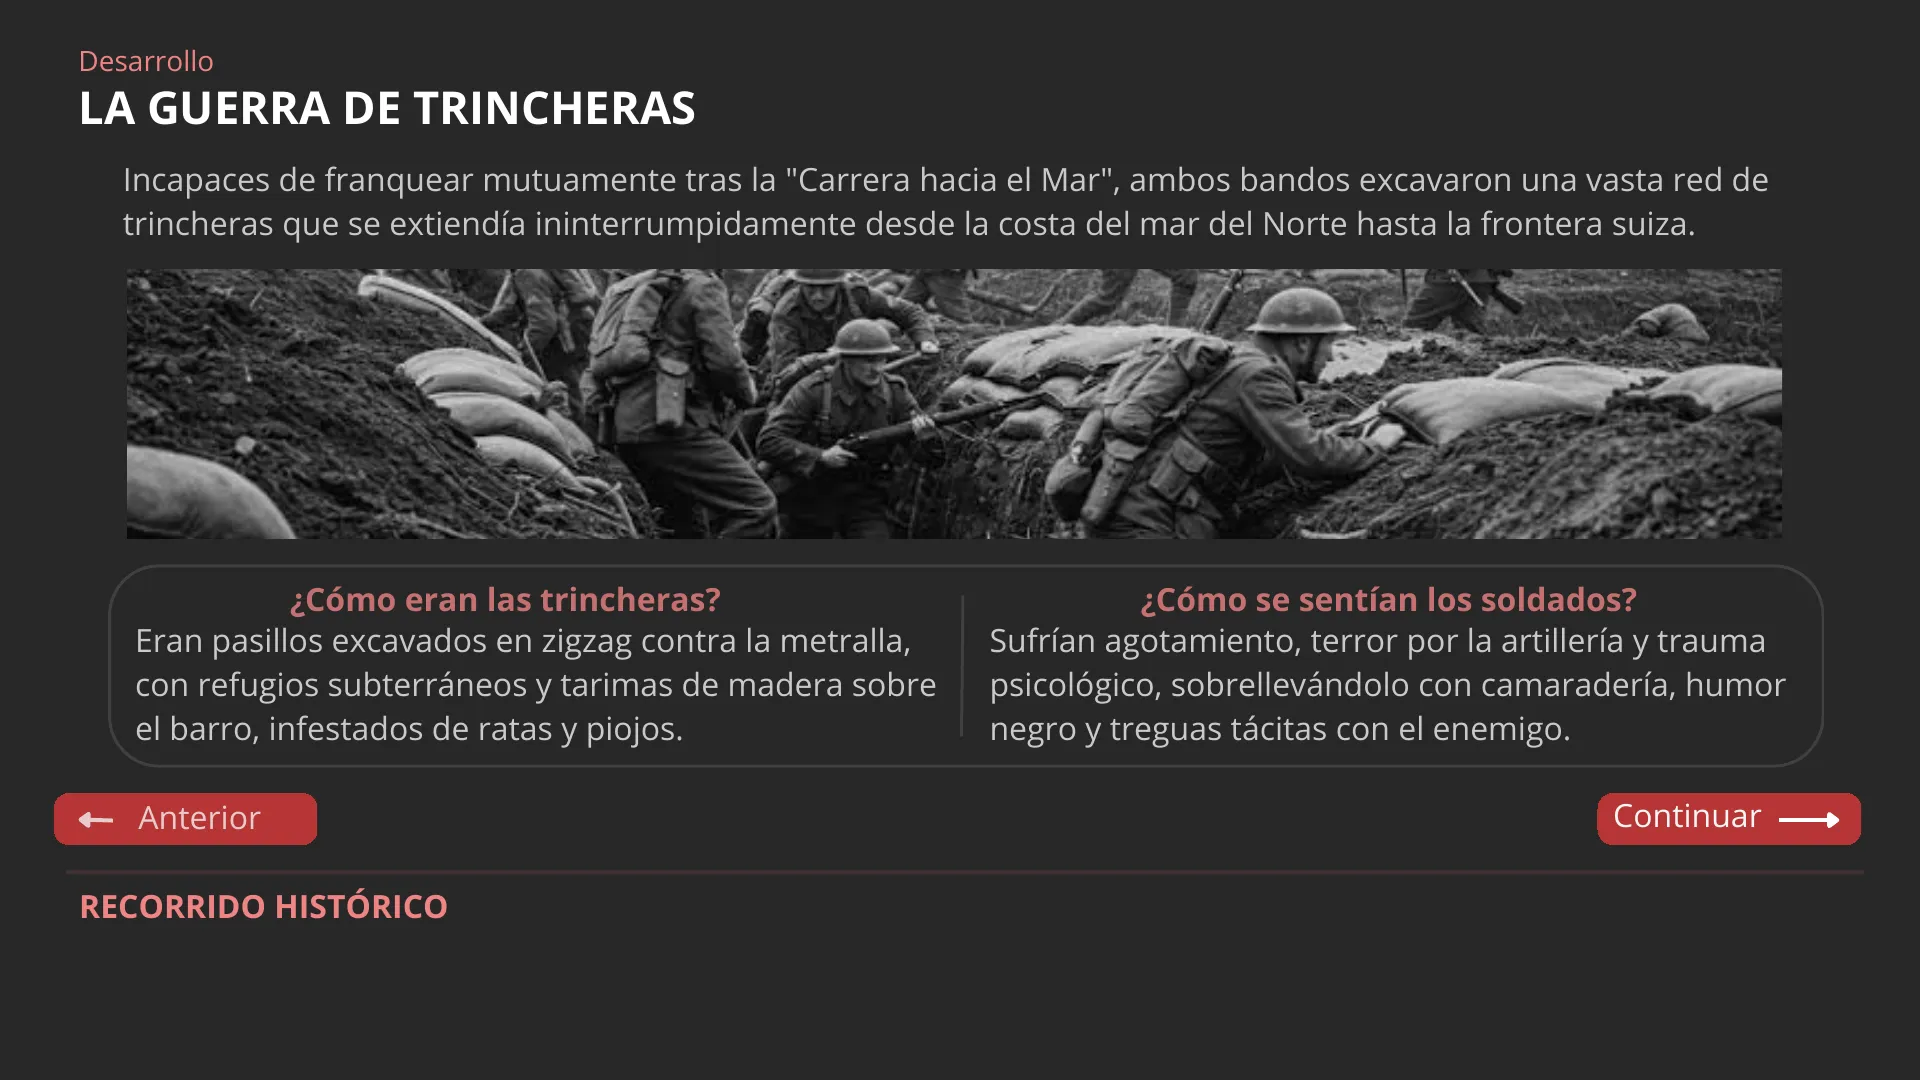 Desarrollo
LA GUERRA DE TRINCHERAS
Incapaces de franquear mutuamente tras la "Carrera hacia el Mar", ambos bandos excavaron una vasta red de
trincheras que se extiendía ininterrumpidamente desde la costa del mar del Norte hasta la frontera suiza.
¿Cómo eran las trincheras?
Eran pasillos excavados en zigzag contra la metralla,
con refugios subterráneos y tarimas de madera sobre
el barro, infestados de ratas y piojos.
¿Cómo se sentían los soldados?
Sufrían agotamiento, terror por la artillería y trauma
psicológico, sobrellevándolo con camaradería, humor
negro y treguas tácitas con el enemigo.
Anterior
Continuar
RECORRIDO HISTÓRICO